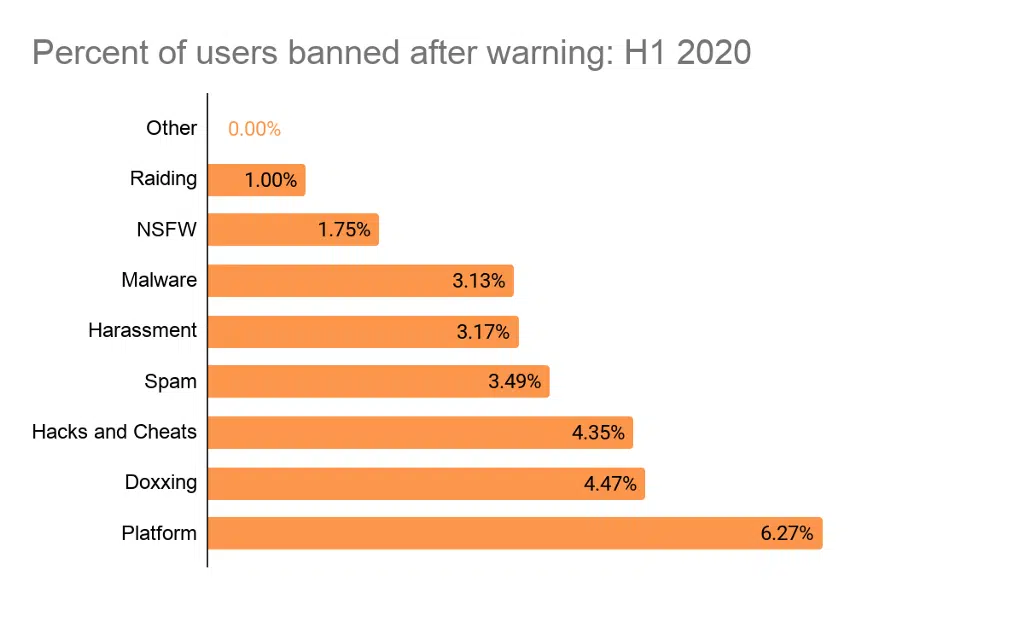 Percent of users banned after warning: H1 2020
Other 0.00%
Raiding 1.00%
NSFW 1.75%
Malware 3.13%
Harassment 3.17%
Spam 3.49%
Hacks and Cheats 4.35%
Doxxing 4.47%
Platform 6.27%